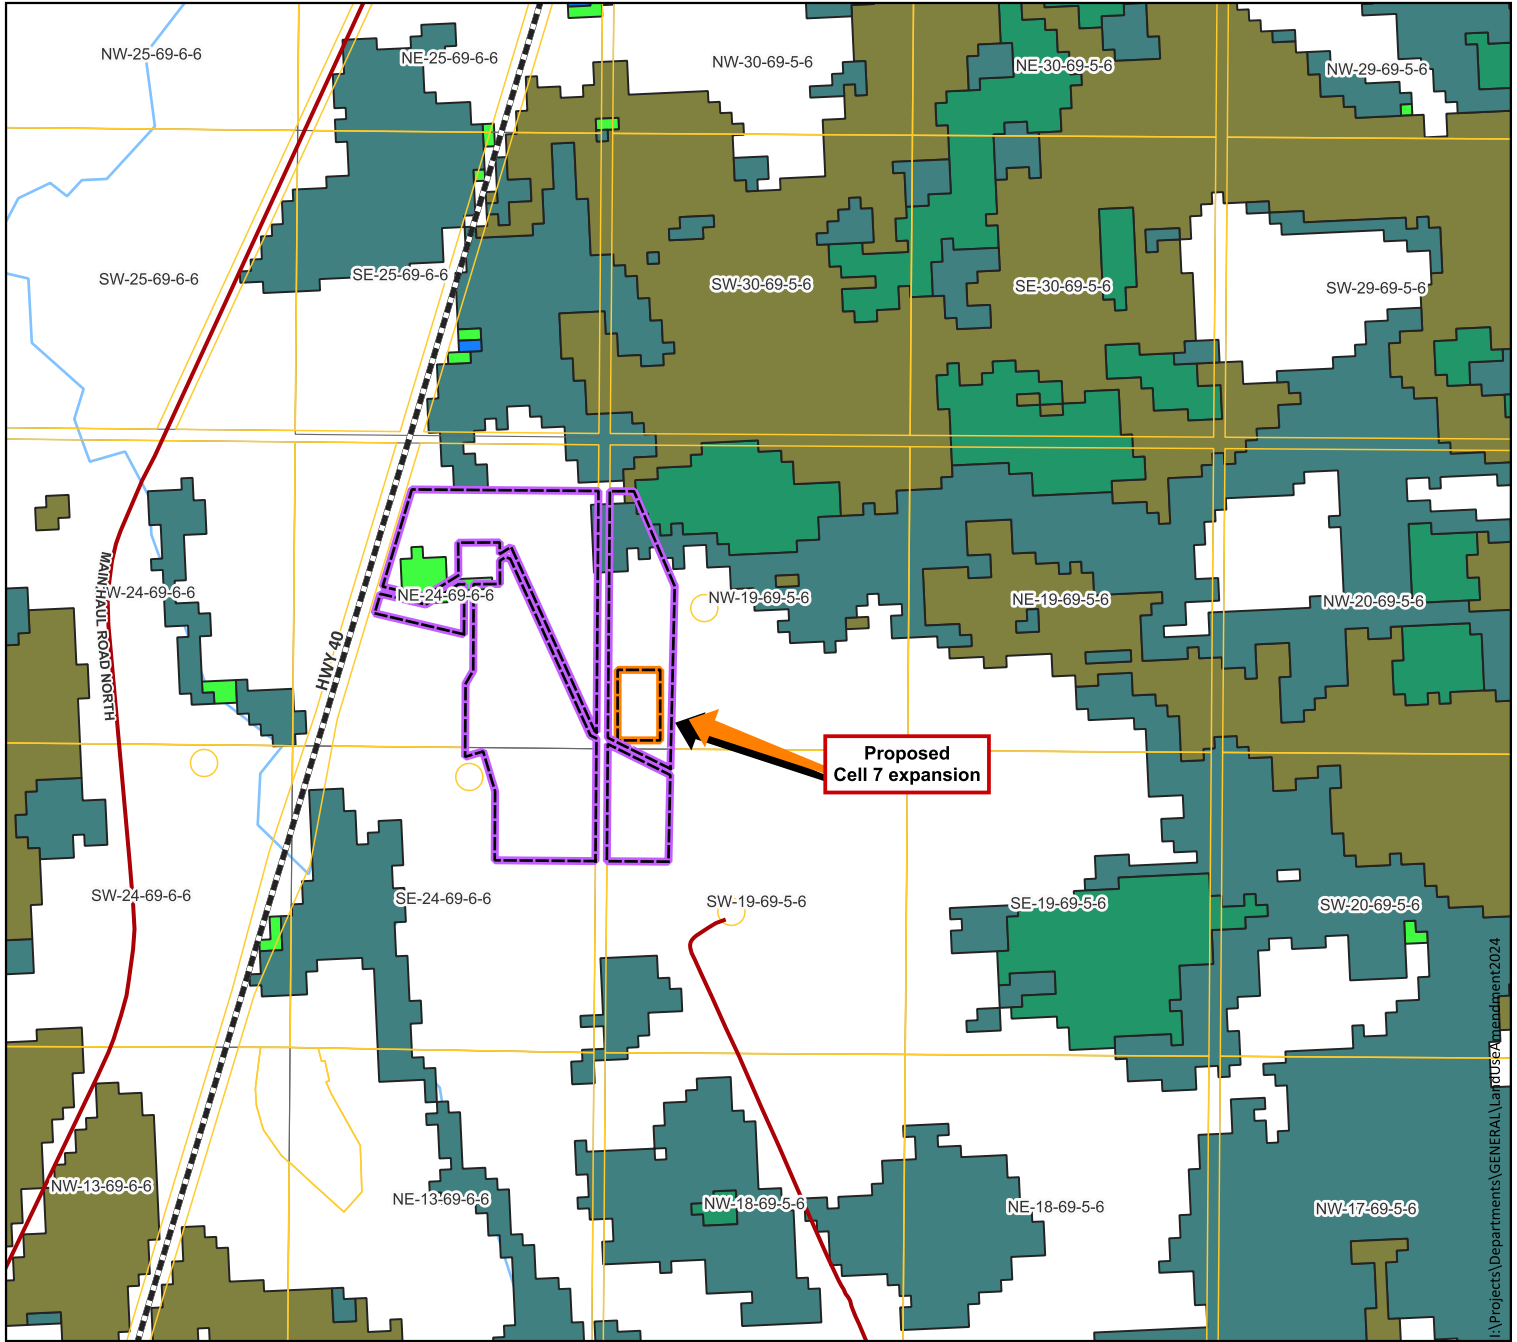 NW-25-69-6-6
NE-25-69-6-6
NW-30-69-5-6
NE-30-69-5-6
NW-29-69-5-6
SW-25-69-6-6
SE-25-69-6-6
SW-30-69-5-6
SE-30-69-5-6
SW-29-69-5-6
MAIN HAUL ROAD NORTH
W-24-69-6-6
HWY 40
NE-24-69-6-6
NW-19-69-5-6
NE-19-69-5-6
NW-20-69-5-6
Proposed
Cell 7 expansion
SW-24-69-6-6
SE-24-69-6-6
SW-19-69-5-6
SE-19-69-5-6
SW-20-69-5-6
NW-13-69-6-6
NE-13-69-6-6
NW-18-69-5-6
NE-18-69-5-6
NW-17-69-5-6
I:\Projects\Departments\GENERAL\LandUseAmendment2024